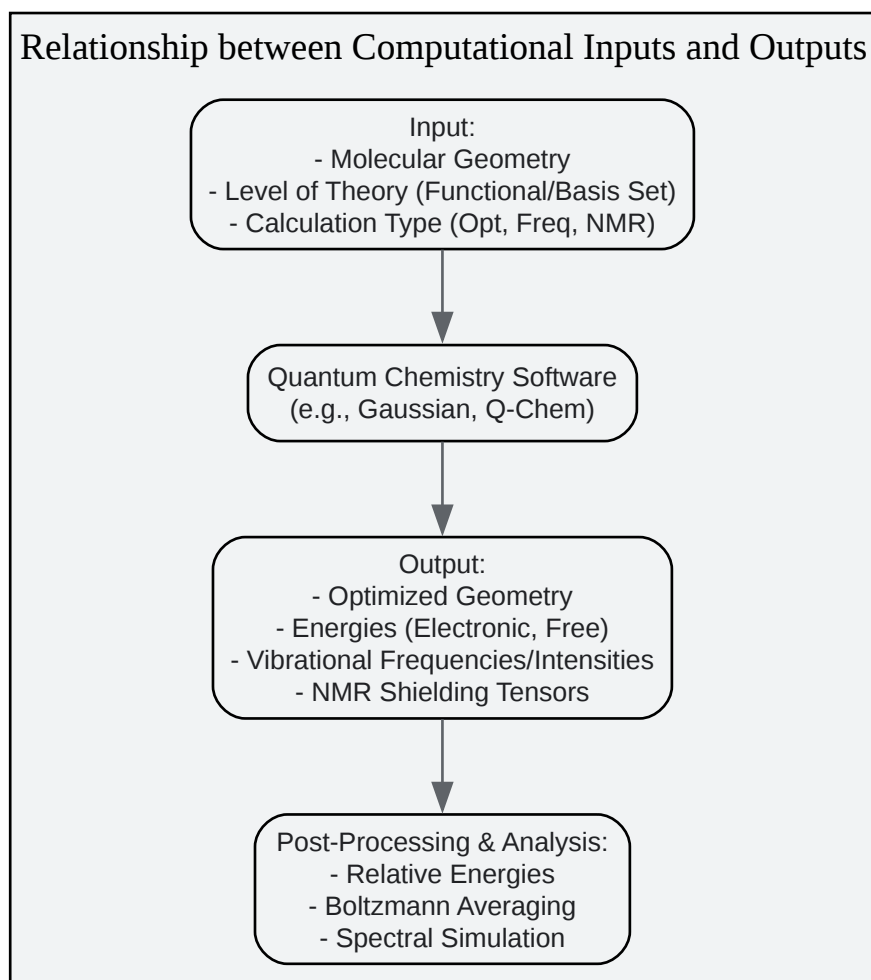 Relationship between Computational Inputs and Outputs
Input:
- Molecular Geometry
- Level of Theory (Functional/Basis Set)
- Calculation Type (Opt, Freq, NMR)
Quantum Chemistry Software
(e.g., Gaussian, Q-Chem)
Output:
- Optimized Geometry
- Energies (Electronic, Free)
- Vibrational Frequencies/Intensities
- NMR Shielding Tensors
Post-Processing & Analysis:
- Relative Energies
- Boltzmann Averaging
- Spectral Simulation